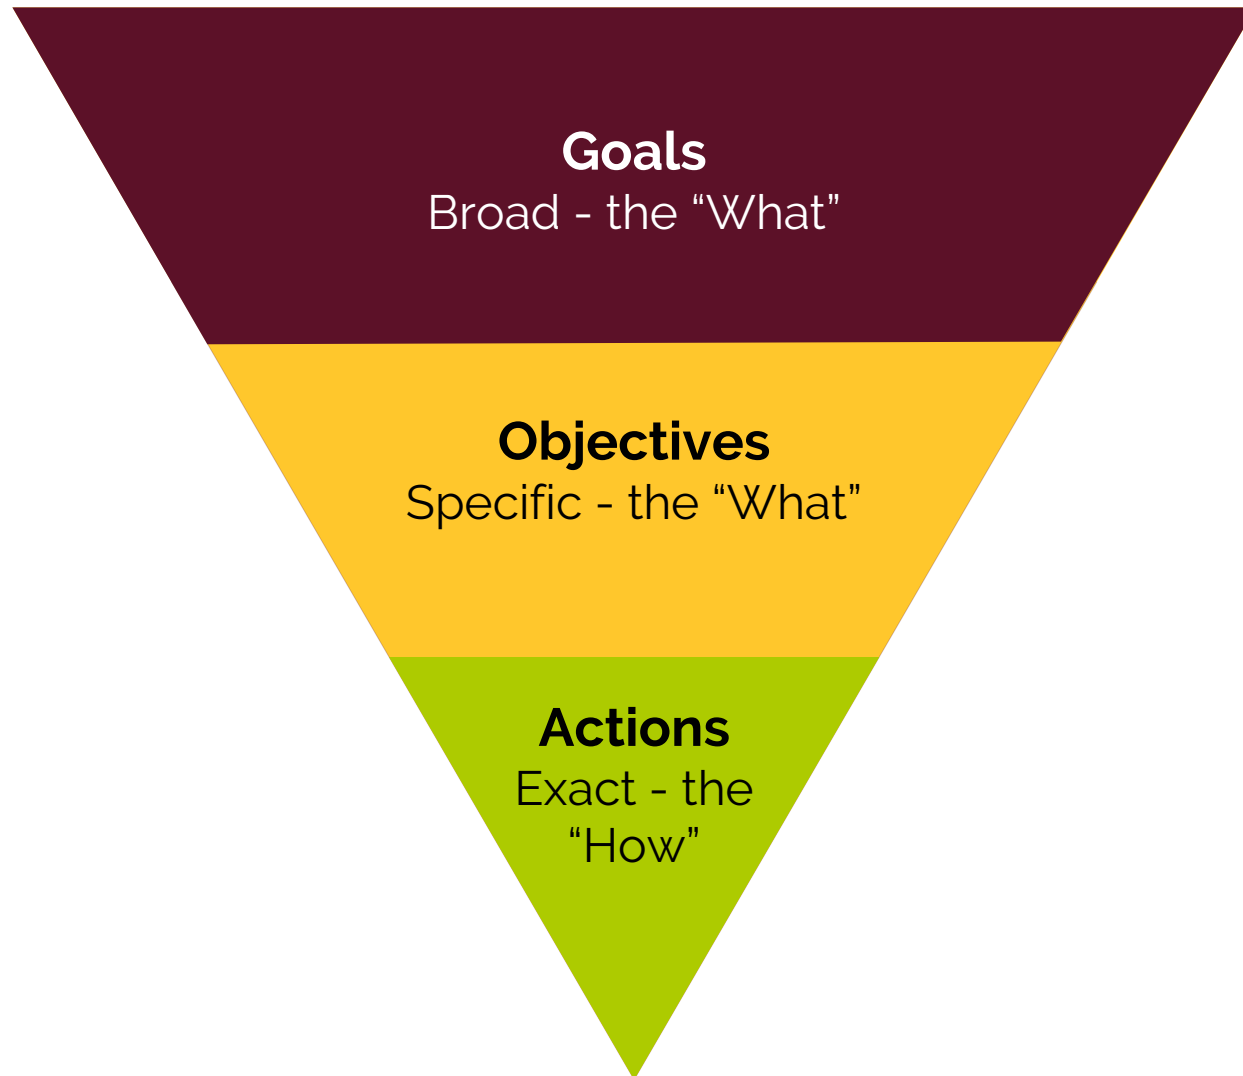 Goals
Broad - the “What”
Objectives
Specific - the “What”
Actions
Exact - the
“How”